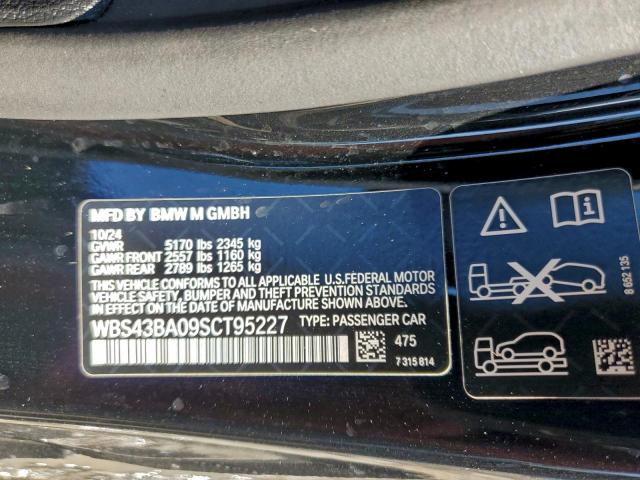 MFD BY BMW M GMBH
10/24
GVWR 5170 lbs 2345 kg
GAWR FRONT 2557 lbs 1160 kg
GAWR REAR 2789 lbs 1265 kg
THIS VEHICLE CONFORMS TO ALL APPLICABLE U.S.FEDERAL MOTOR
VEHICLE SAFETY, BUMPER AND THEFT PREVENTION STANDARDS
IN EFFECT ON THE DATE OF MANUFACTURE SHOWN ABOVE.
WBS43BA09SCT95227 TYPE: PASSENGER CAR
475
7 315 814
8 652 135